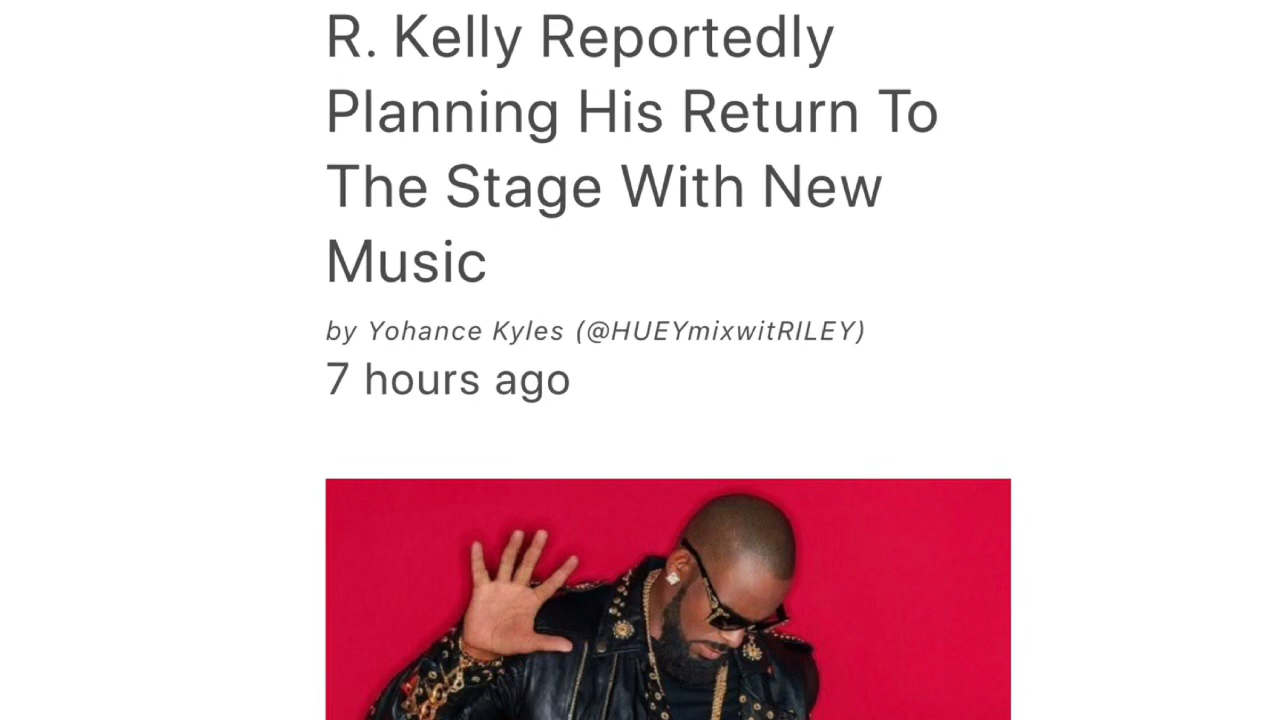 R. Kelly Reportedly
Planning His Return To
The Stage With New
Music
by Yohance Kyles (@HUEYmixwitRILEY)
7 hours ago